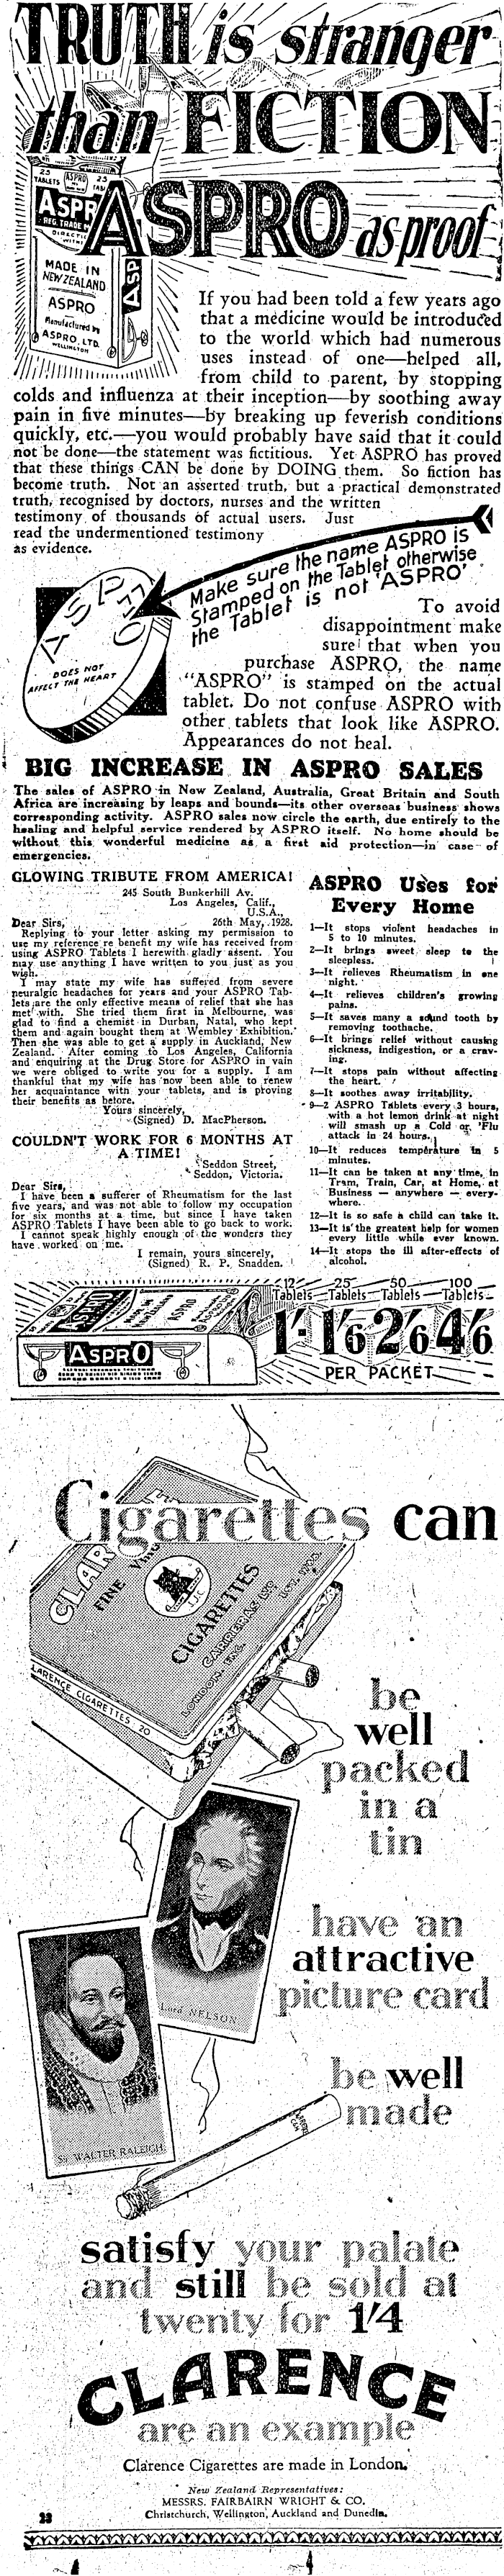 TRUTH is stranger
than FICTION
ASPRO as proof
25 TABLETS ASPRO 25
ASPRO
REG. TRADE
MADE IN
NEW ZEALAND
ASPRO
Manufactured by
ASPRO. LTD.
WELLINGTON
If you had been told a few years ago
that a medicine would be introduced
to the world which had numerous
uses instead of one—helped all,
from child to parent, by stopping
colds and influenza at their inception—by soothing away
pain in five minutes—by breaking up feverish conditions
quickly, etc.—you would probably have said that it could
not be done—the statement was fictitious. Yet ASPRO has proved
that these things CAN be done by DOING them. So fiction has
become truth. Not an asserted truth, but a practical demonstrated
truth, recognised by doctors, nurses and the written
testimony of thousands of actual users. Just
read the undermentioned testimony
as evidence.
Make sure the name ASPRO is
Stamped on the Tablet otherwise
the Tablet is not 'ASPRO'
DOES NOT
AFFECT THE HEART
To avoid
disappointment make
sure that when you
purchase ASPRO, the name
"ASPRO" is stamped on the actual
tablet. Do not confuse ASPRO with
other tablets that look like ASPRO.
Appearances do not heal.
BIG INCREASE IN ASPRO SALES
The sales of ASPRO in New Zealand, Australia, Great Britain and South
Africa are increasing by leaps and bounds—its other overseas business shows
corresponding activity. ASPRO sales now circle the earth, due entirely to the
healing and helpful service rendered by ASPRO itself. No home should be
without this wonderful medicine as a first aid protection—in case of
emergencies.
GLOWING TRIBUTE FROM AMERICA!
245 South Bunkerhill Av.
Los Angeles, Calif.,
U.S.A.,
Dear Sirs, 26th May, 1928.
Replying to your letter asking my permission to
use my reference re benefit my wife has received from
using ASPRO Tablets I herewith gladly assent. You
may use anything I have written to you just as you
wish.
I may state my wife has suffered from severe
neuralgic headaches for years and your ASPRO Tab-
lets are the only effective means of relief that she has
met with. She tried them first in Melbourne, was
glad to find a chemist in Durban, Natal, who kept
them and again bought them at Wembley Exhibition.
Then she was able to get a supply in Auckland, New
Zealand. After coming to Los Angeles, California
and enquiring at the Drug Store for ASPRO in vain
we were obliged to write you for a supply. I am
thankful that my wife has now been able to renew
her acquaintance with your tablets, and is proving
their benefits as before.
Yours sincerely,
(Signed) D. MacPherson.
COULDN'T WORK FOR 6 MONTHS AT
A TIME!
Seddon Street,
Seddon, Victoria.
Dear Sirs,
I have been a sufferer of Rheumatism for the last
five years, and was not able to follow my occupation
for six months at a time, but since I have taken
ASPRO Tablets I have been able to go back to work.
I cannot speak highly enough of the wonders they
have worked on me.
I remain, yours sincerely,
(Signed) R. P. Snadden.
ASPRO Uses for
Every Home
1—It stops violent headaches in
5 to 10 minutes.
2—It brings sweet sleep to the
sleepless.
3—It relieves Rheumatism in one
night.
4—It relieves children's growing
pains.
5—It saves many a sound tooth by
removing toothache.
6—It brings relief without causing
sickness, indigestion, or a crav-
ing.
7—It stops pain without affecting
the heart.
8—It soothes away irritability.
9—2 ASPRO Tablets every 3 hours,
with a hot lemon drink at night
will smash up a Cold or 'Flu
attack in 24 hours.
10—It reduces temperature in 5
minutes.
11—It can be taken at any time, in
Tram, Train, Car, at Home, at
Business — anywhere — every-
where.
12—It is so safe a child can take it.
13—It is the greatest help for women
every little while ever known.
14—It stops the ill after-effects of
alcohol.
ASPRO
12 25 50 100
Tablets—Tablets—Tablets—Tablets—
1/- 1/6 2/6 4/6
PER PACKET
Cigarettes can
CLAR
FINE
CIGARETTES
CARRERAS LTD
LONDON, ENG.
CLARENCE CIGARETTES 20
be
well
packed
in a
tin
have an
attractive
picture card
Lord NELSON
Sir WALTER RALEIGH
be well
made
satisfy your palate
and still be sold at
twenty for 1/4
CLARENCE
are an example
Clarence Cigarettes are made in London.
New Zealand Representatives:
MESSRS. FAIRBAIRN WRIGHT & CO.
Christchurch, Wellington, Auckland and Dunedin.